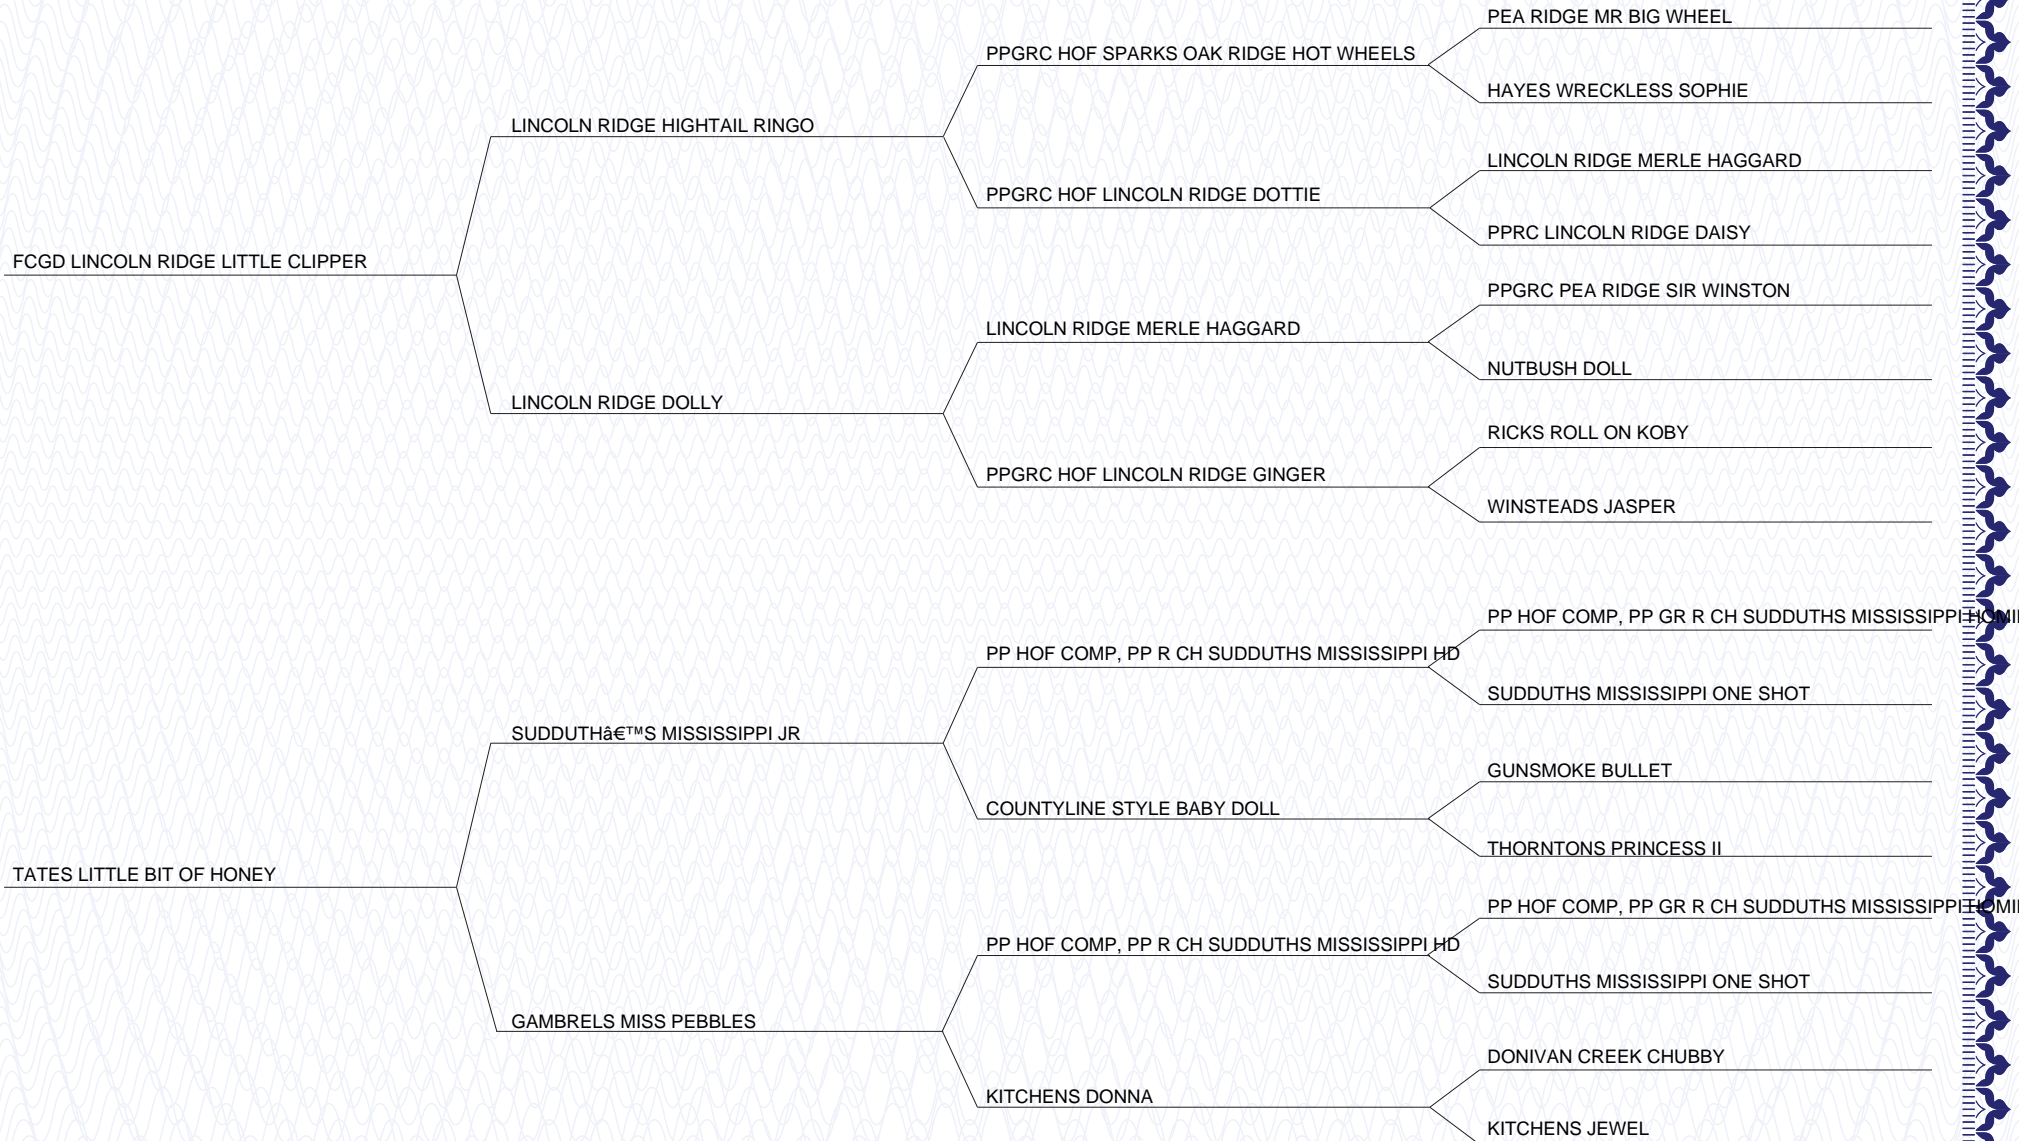 PEA RIDGE MR BIG WHEEL
PPGRC HOF SPARKS OAK RIDGE HOT WHEELS
HAYES WRECKLESS SOPHIE
LINCOLN RIDGE HIGHTAIL RINGO
LINCOLN RIDGE MERLE HAGGARD
PPGRC HOF LINCOLN RIDGE DOTTIE
PPRC LINCOLN RIDGE DAISY
FCGD LINCOLN RIDGE LITTLE CLIPPER
PPGRC PEA RIDGE SIR WINSTON
LINCOLN RIDGE MERLE HAGGARD
NUTBUSH DOLL
LINCOLN RIDGE DOLLY
RICKS ROLL ON KOBY
PPGRC HOF LINCOLN RIDGE GINGER
WINSTEADS JASPER
PP HOF COMP, PP GR R CH SUDDUTHS MISSISSIPPI
PP HOF COMP, PP R CH SUDDUTHS MISSISSIPPI HD
SUDDUTHS MISSISSIPPI ONE SHOT
SUDDUTHâ€™S MISSISSIPPI JR
GUNSMOKE BULLET
COUNTYLINE STYLE BABY DOLL
THORNTONS PRINCESS II
TATES LITTLE BIT OF HONEY
PP HOF COMP, PP GR R CH SUDDUTHS MISSISSIPPI
PP HOF COMP, PP R CH SUDDUTHS MISSISSIPPI HD
SUDDUTHS MISSISSIPPI ONE SHOT
GAMBRELS MISS PEBBLES
DONIVAN CREEK CHUBBY
KITCHENS DONNA
KITCHENS JEWEL